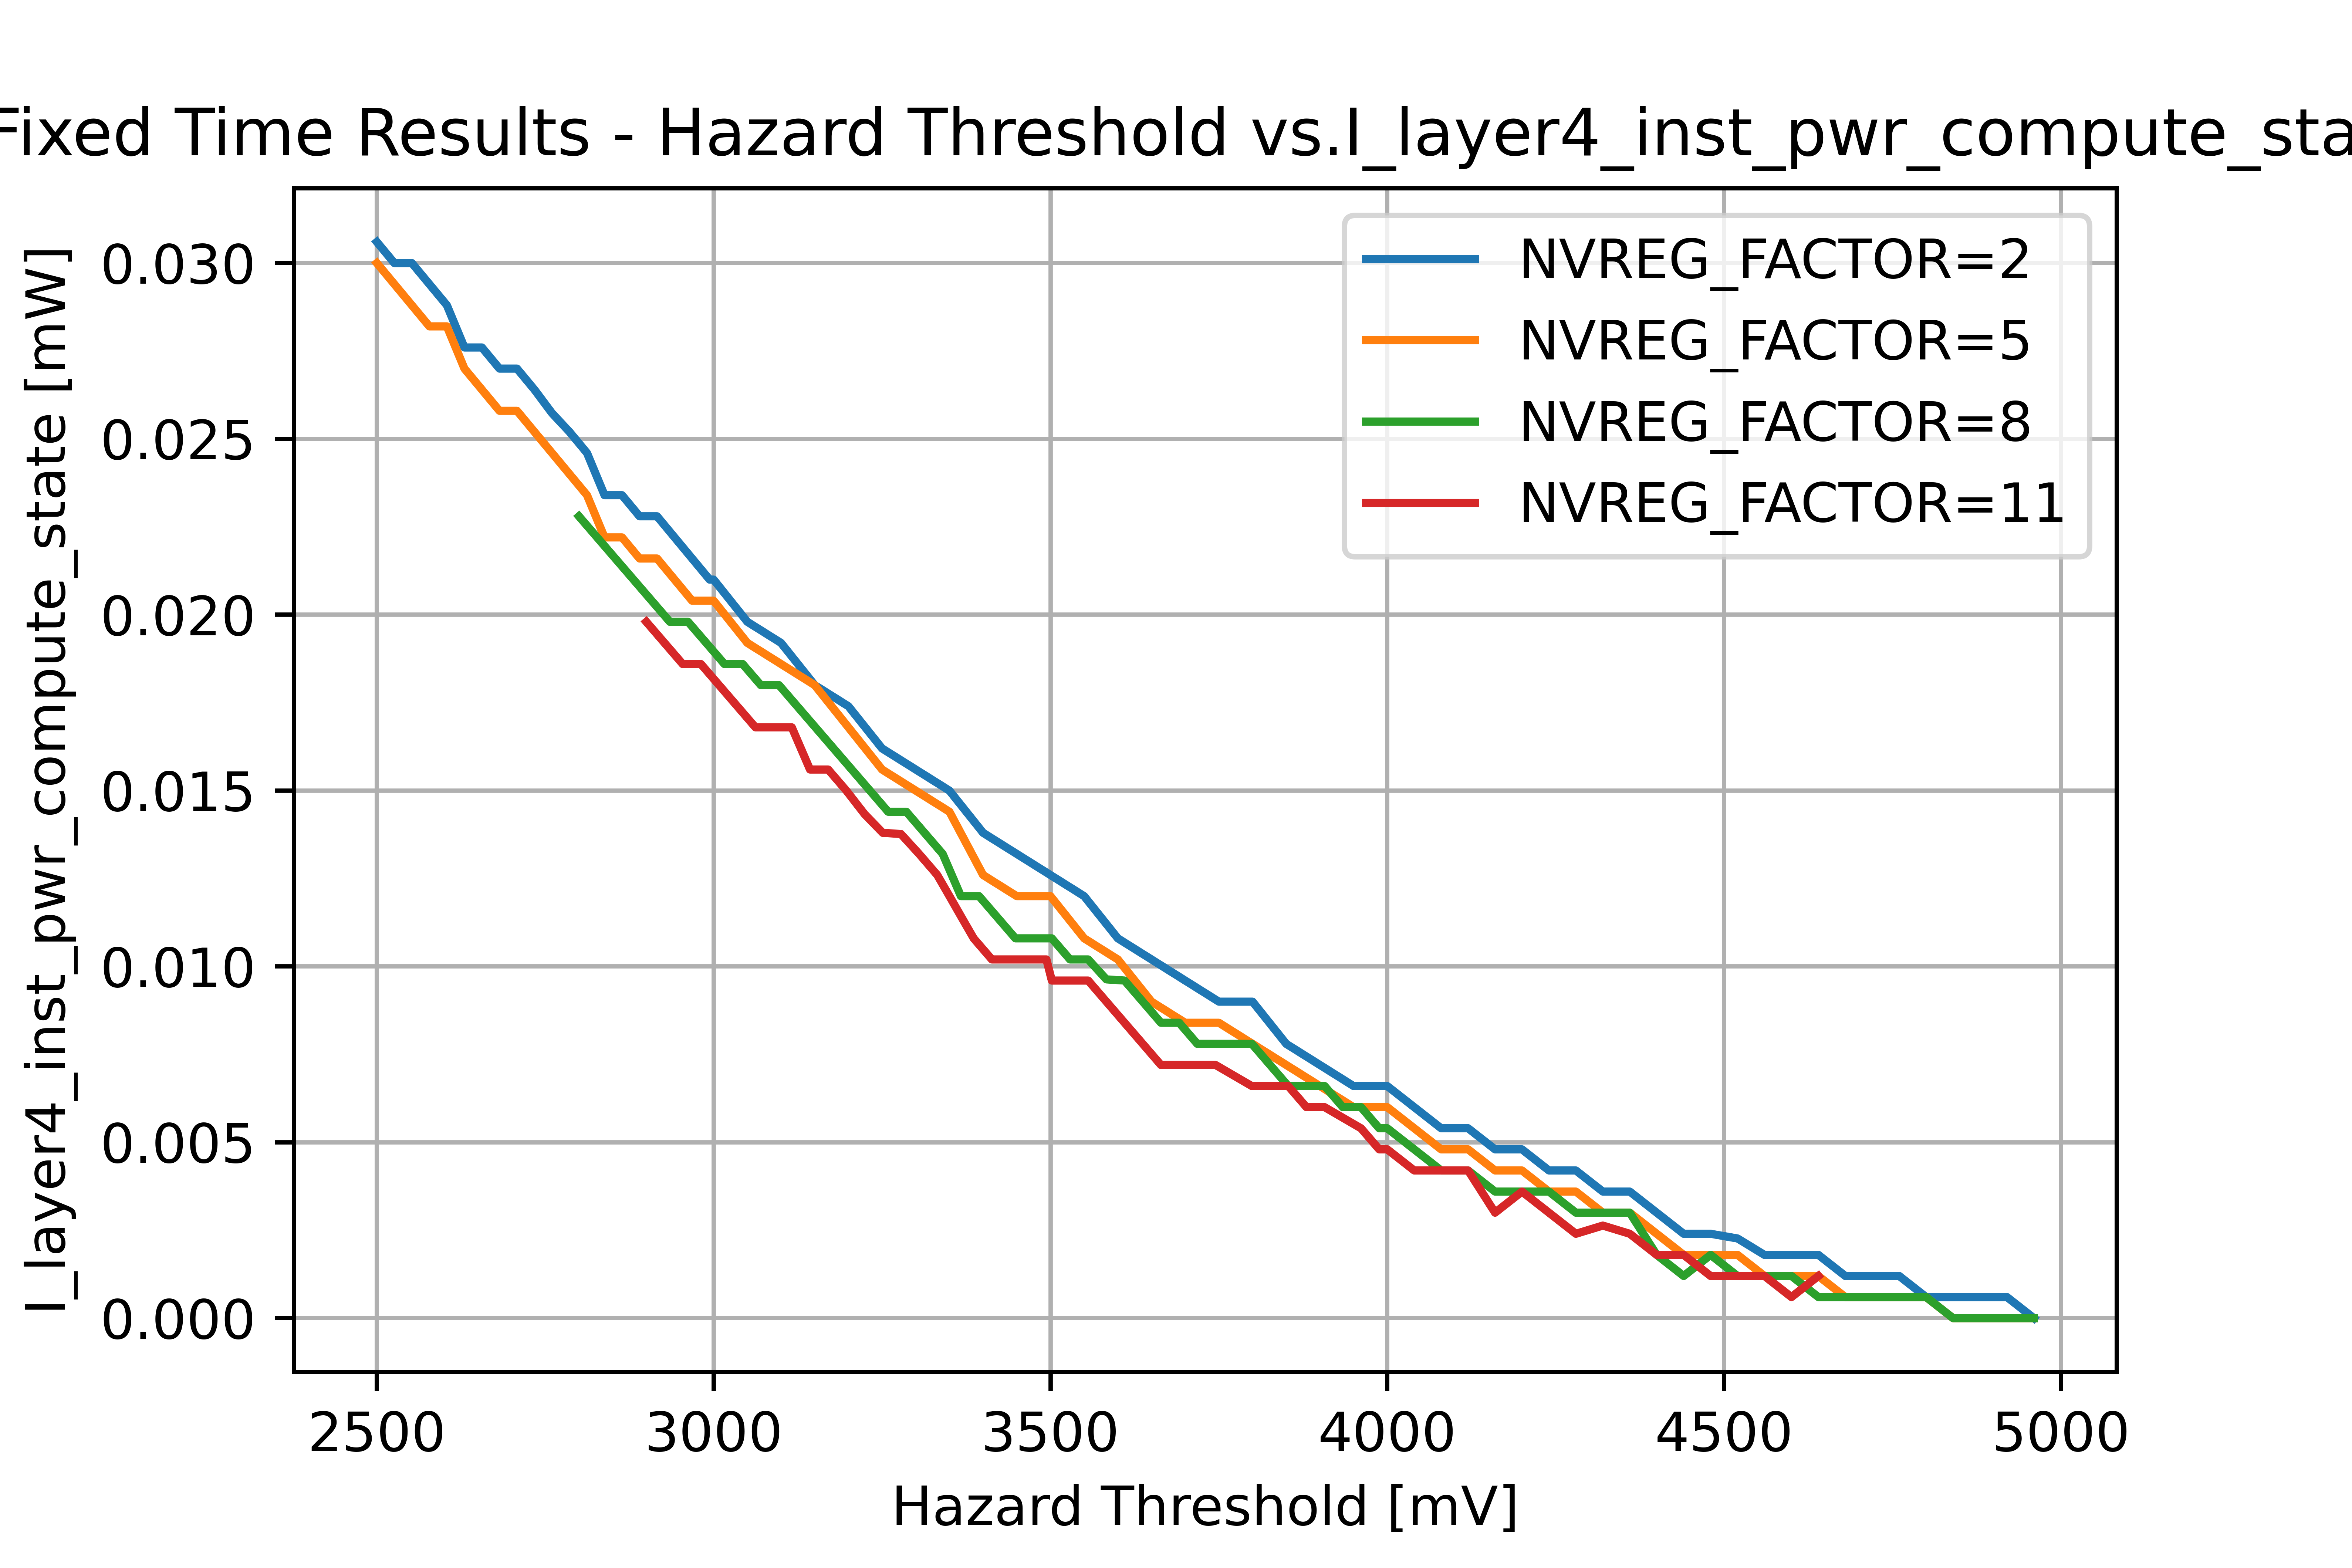 Fixed Time Results - Hazard Threshold vs.I_layer4_inst_pwr_compute_sta
I_layer4_inst_pwr_compute_state [mW]
0.030
0.025
0.020
0.015
0.010
0.005
0.000
NVREG_FACTOR=2
NVREG_FACTOR=5
NVREG_FACTOR=8
NVREG_FACTOR=11
2500 3000 3500 4000 4500 5000
Hazard Threshold [mV]